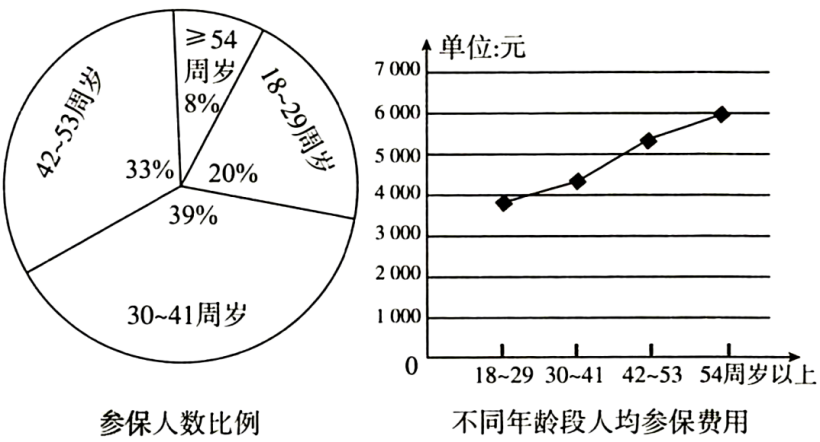 ≥54
周岁
8%
18~29周岁
20%
42~53周岁
33%
39%
30~41周岁
参保人数比例
单位:元
7 000
6 000
5 000
4 000
3 000
2 000
1 000
0
18~29 30~41 42~53 54周岁以上
不同年龄段人均参保费用